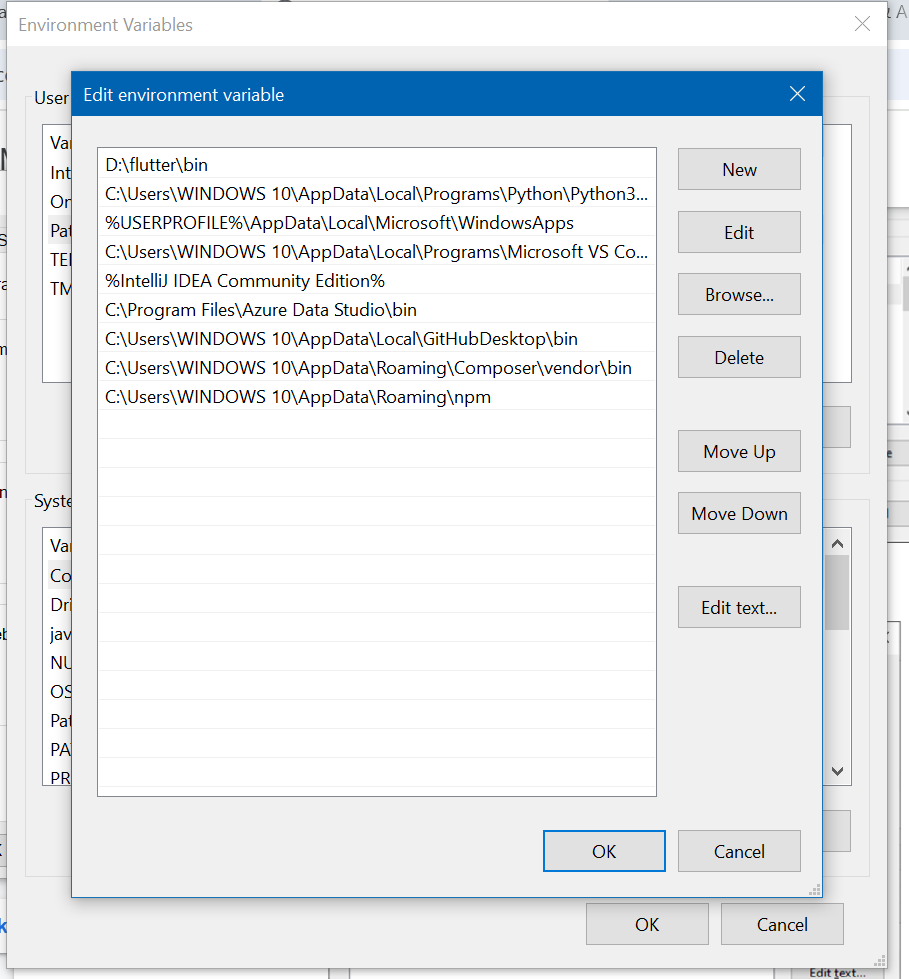 Environment Variables
User
Edit environment variable
D:\flutter\bin
C:\Users\WINDOWS 10\AppData\Local\Programs\Python\Python3...
%USERPROFILE%\AppData\Local\Microsoft\WindowsApps
C:\Users\WINDOWS 10\AppData\Local\Programs\Microsoft VS Co...
%IntelliJ IDEA Community Edition%
C:\Program Files\Azure Data Studio\bin
C:\Users\WINDOWS 10\AppData\Local\GitHubDesktop\bin
C:\Users\WINDOWS 10\AppData\Roaming\Composer\vendor\bin
C:\Users\WINDOWS 10\AppData\Roaming\npm
New
Edit
Browse...
Delete
Move Up
Move Down
Edit text...
OK
Cancel
Va
Int
On
Pat
TE
TM
Syste
Va
Co
Dri
jav
NU
OS
Pat
PA
PR
OK
Cancel
Edit text...